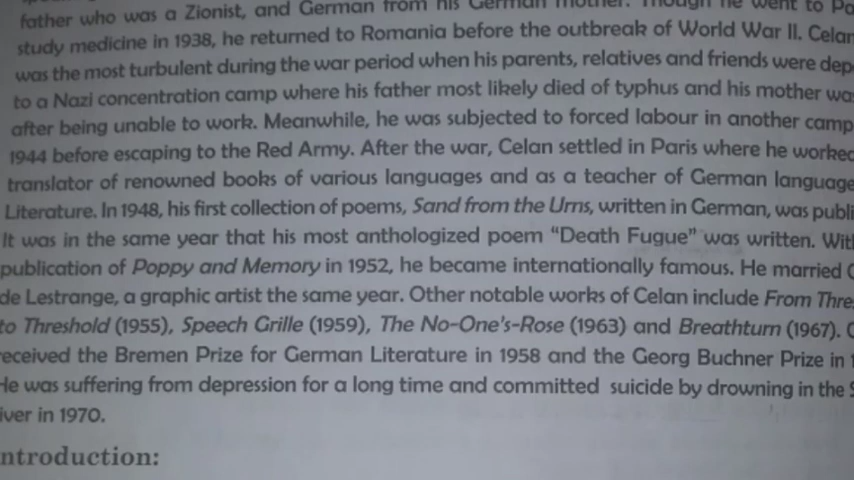 father who was a Zionist, and German from his German mother. Though he went to
study medicine in 1938, he returned to Romania before the outbreak of World War II. Celan
was the most turbulent during the war period when his parents, relatives and friends were
to a Nazi concentration camp where his father most likely died of typhus and his mother
after being unable to work. Meanwhile, he was subjected to forced labour in another camp
1944 before escaping to the Red Army. After the war, Celan settled in Paris where he worked
translator of renowned books of various languages and as a teacher of German language
Literature. In 1948, his first collection of poems, Sand from the Urns, written in German, was publi
It was in the same year that his most anthologized poem “Death Fugue” was written. Wit
publication of Poppy and Memory in 1952, he became internationally famous. He married
de Lestrange, a graphic artist the same year. Other notable works of Celan include From Thre
to Threshold (1955), Speech Grille (1959), The No-One's-Rose (1963) and Breathturn (1967).
received the Bremen Prize for German Literature in 1958 and the Georg Buchner Prize in
He was suffering from depression for a long time and committed suicide by drowning in the
iver in 1970.
ntroduction: